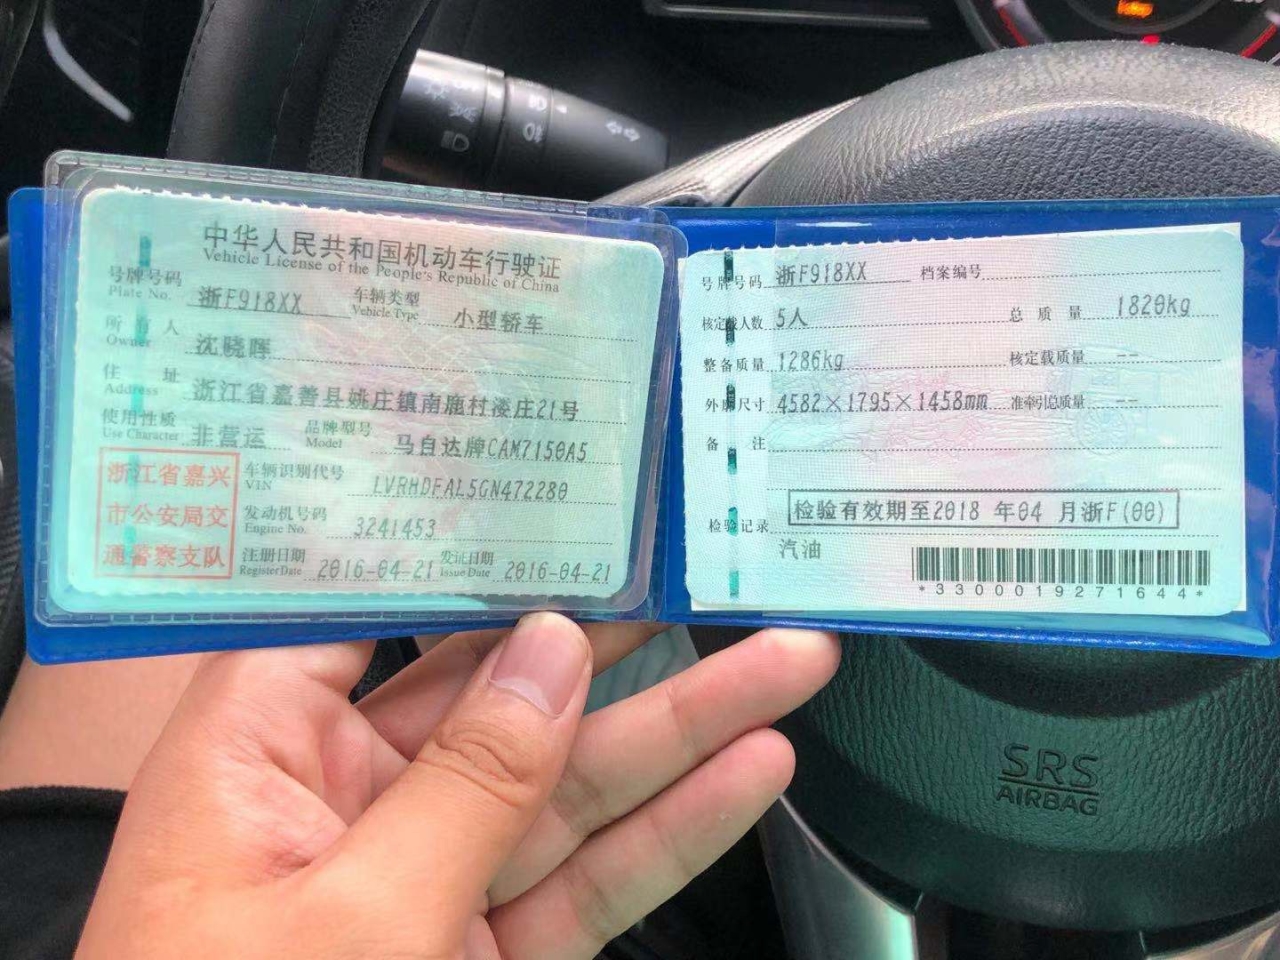 中华人民共和国机动车行驶证
Vehicle License of the People's Republic of China
号牌号码 浙F918XX 车辆类型 小型轿车
Plate No. Vehicle Type
所有人 沈晓晖
Owner
住址 浙江省嘉善县姚庄镇南鹿村溇庄21号
Address
使用性质 非营运 品牌型号 马自达牌CAM7150A5
Use Character Model
浙江省嘉兴
市公安局交
通警察支队
车辆识别代号 LVRHDFAL5GN472280
VIN
发动机号码 3241453
Engine No.
注册日期 2016-04-21 发证日期 2016-04-21
Register Date Issue Date
号牌号码 浙F918XX 档案编号
核定载人数 5人 总质量 1820kg
整备质量 1286kg 核定载质量 --
外廓尺寸 4582×1795×1458mm 准牵引总质量 --
备注
检验有效期至2018 年04 月浙F(00)
检验记录
汽油
*3300019271644*
SRS
AIRBAG